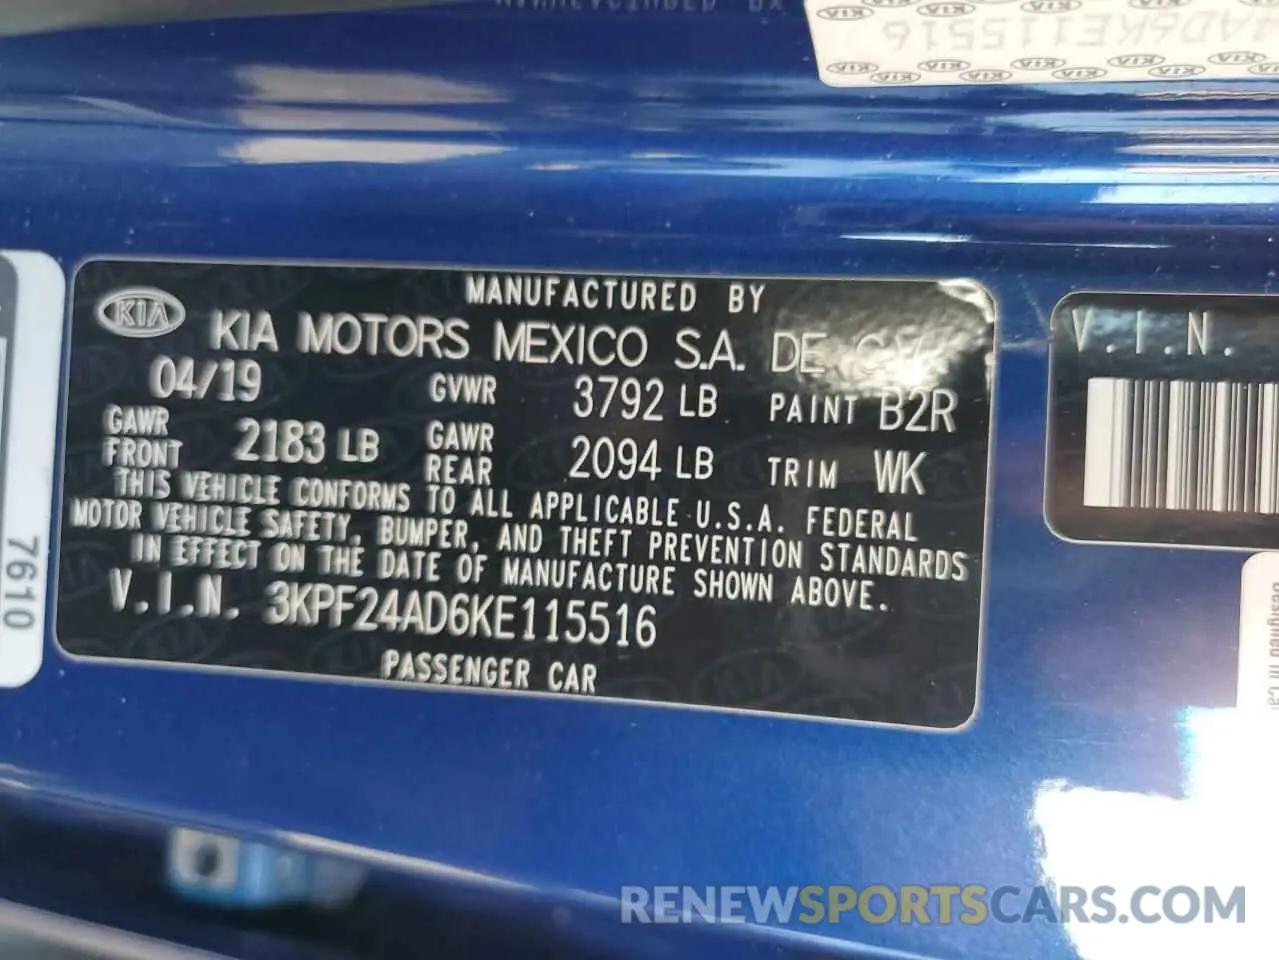 4AD6KE115516
KIA
MANUFACTURED BY
KIA MOTORS MEXICO S.A. DE C.V.
04/19 GVWR 3792 LB PAINT B2R
GAWR FRONT 2183 LB GAWR REAR 2094 LB TRIM WK
THIS VEHICLE CONFORMS TO ALL APPLICABLE U.S.A. FEDERAL
MOTOR VEHICLE SAFETY, BUMPER, AND THEFT PREVENTION STANDARDS
IN EFFECT ON THE DATE OF MANUFACTURE SHOWN ABOVE.
V.I.N. 3KPF24AD6KE115516
PASSENGER CAR
V.I.N.
7610
RENEWSPORTSCARS.COM